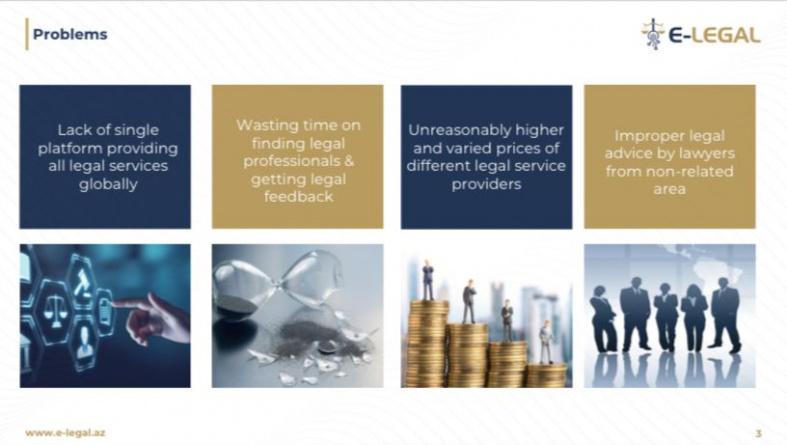 Problems
E-LEGAL
Lack of single
platform providing
all legal services
globally
Wasting time on
finding legal
professionals &
getting legal
feedback
Unreasonably higher
and varied prices of
different legal service
providers
Improper legal
advice by lawyers
from non-related
area
www.e-legal.az
3